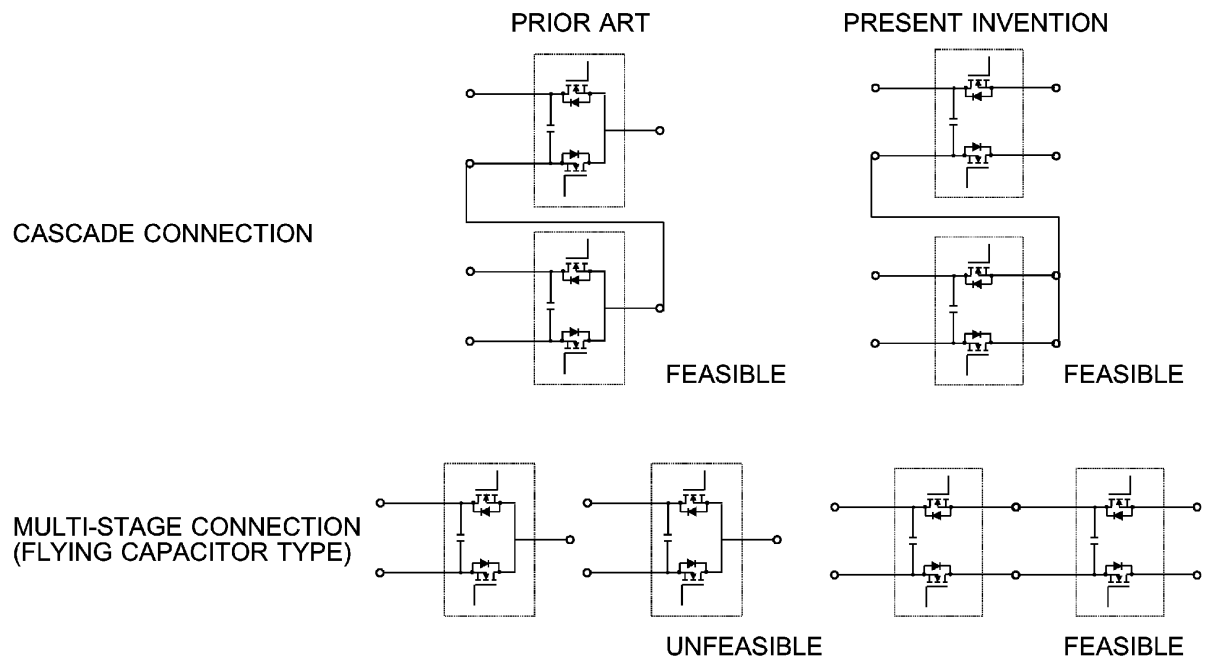 PRIOR ART
PRESENT INVENTION
CASCADE CONNECTION
FEASIBLE
FEASIBLE
MULTI-STAGE CONNECTION
(FLYING CAPACITOR TYPE)
UNFEASIBLE
FEASIBLE